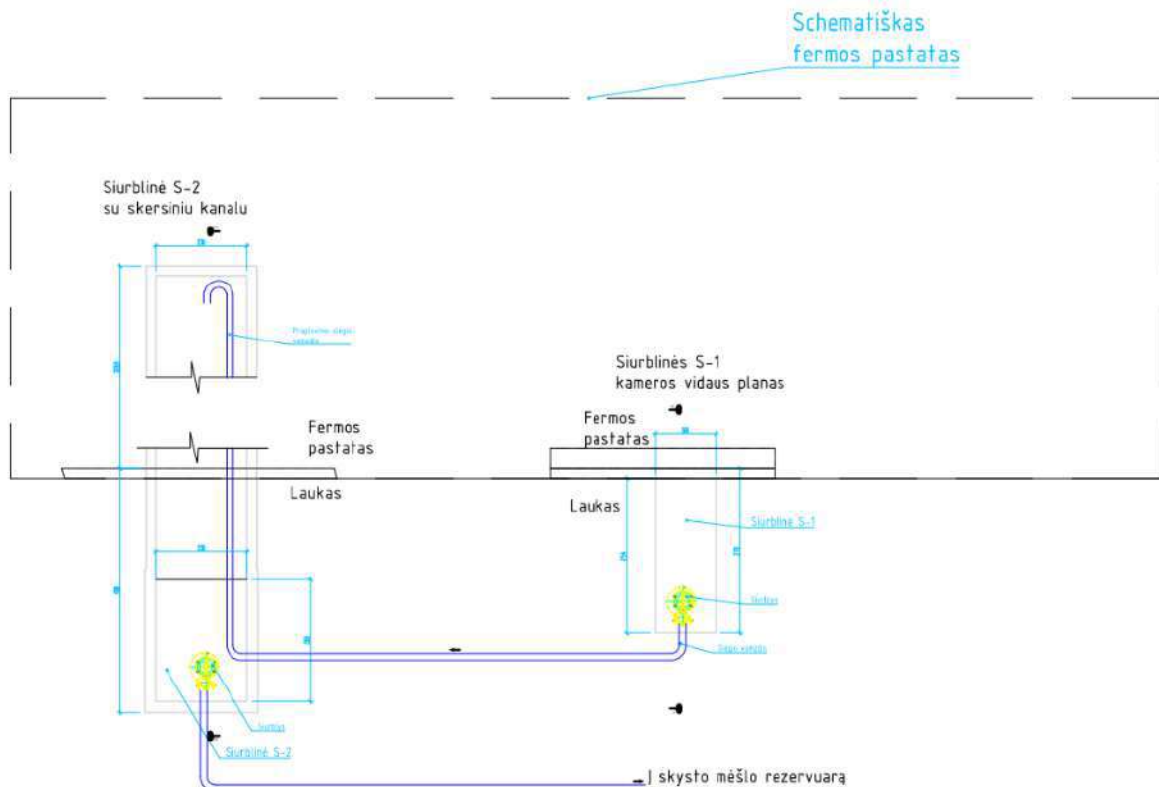 Schematiškas
fermos pastatas
Siurblinė S-2
su skersiniu kanalu
Siurblinės S-1
kameros vidaus planas
Fermos
pastatas
Fermos
pastatas
Laukas
Laukas
Siurblinė S-1
Siurblys
Siurblys
Siurblinė S-2
Į skysto mėšlo rezervuarą